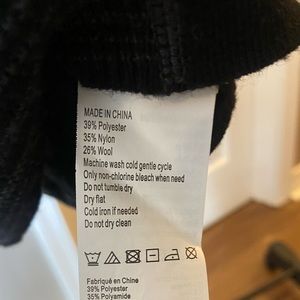 MADE IN CHINA
39% Polyester
35% Nylon
26% Wool
Machine wash cold gentle cycle
Only non-chlorine bleach when need
Do not tumble dry
Dry flat
Cold iron if needed
Do not dry clean
Fabriqué en Chine
39% Polyester
35% Polyamide